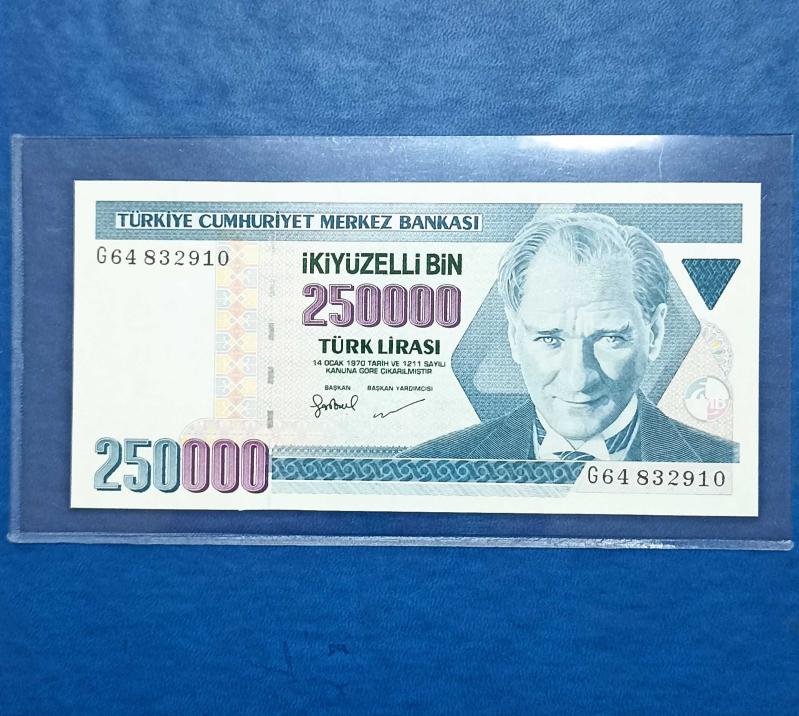 TÜRKİYE CUMHURİYET MERKEZ BANKASI
G64 832910
İKİYÜZELLİ BİN
250000
TÜRK LİRASI
14 OCAK 1970 TARİH VE 1211 SAYILI
KANUNA GÖRE ÇIKARILMIŞTIR
BAŞKAN BAŞKAN YARDIMCISI
250000
G64 832910